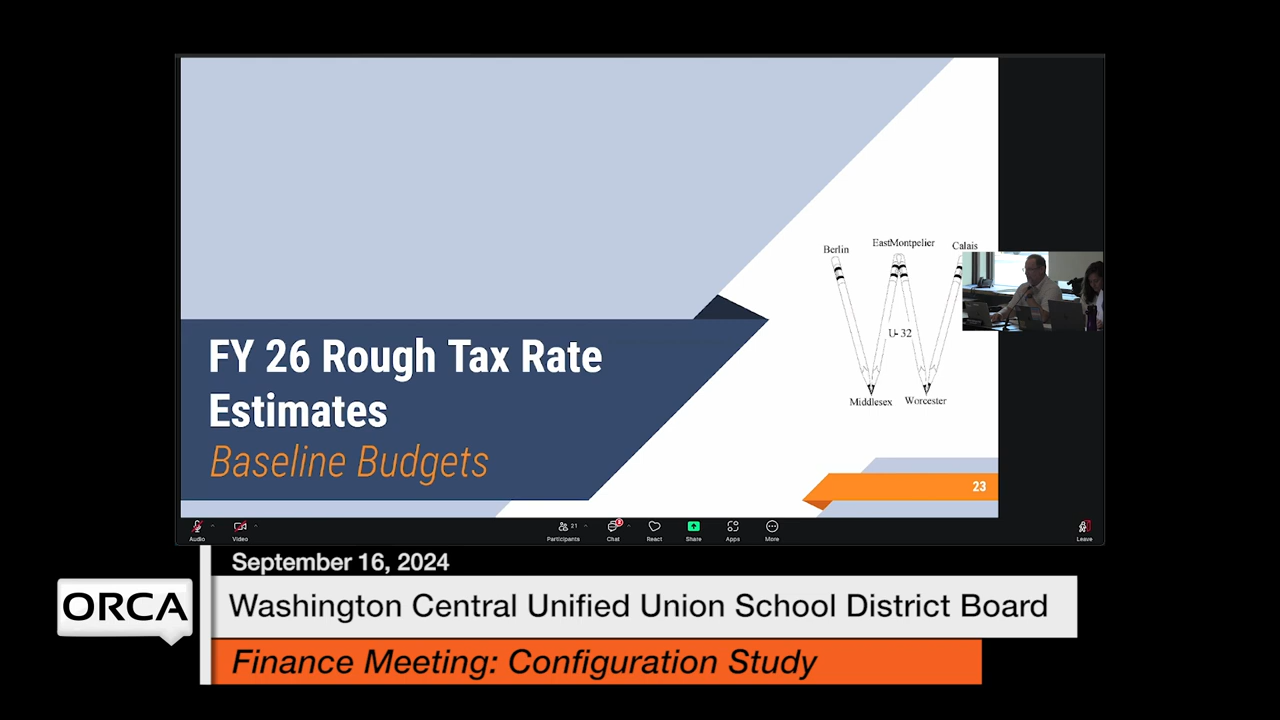 Berlin
EastMontpelier
Calais
U-32
Middlesex
Worcester
FY 26 Rough Tax Rate
Estimates
Baseline Budgets
23
Audio
Video
21
Participants
Chat
React
Share
Apps
More
Leave
September 16, 2024
ORCA
Washington Central Unified Union School District Board
Finance Meeting: Configuration Study